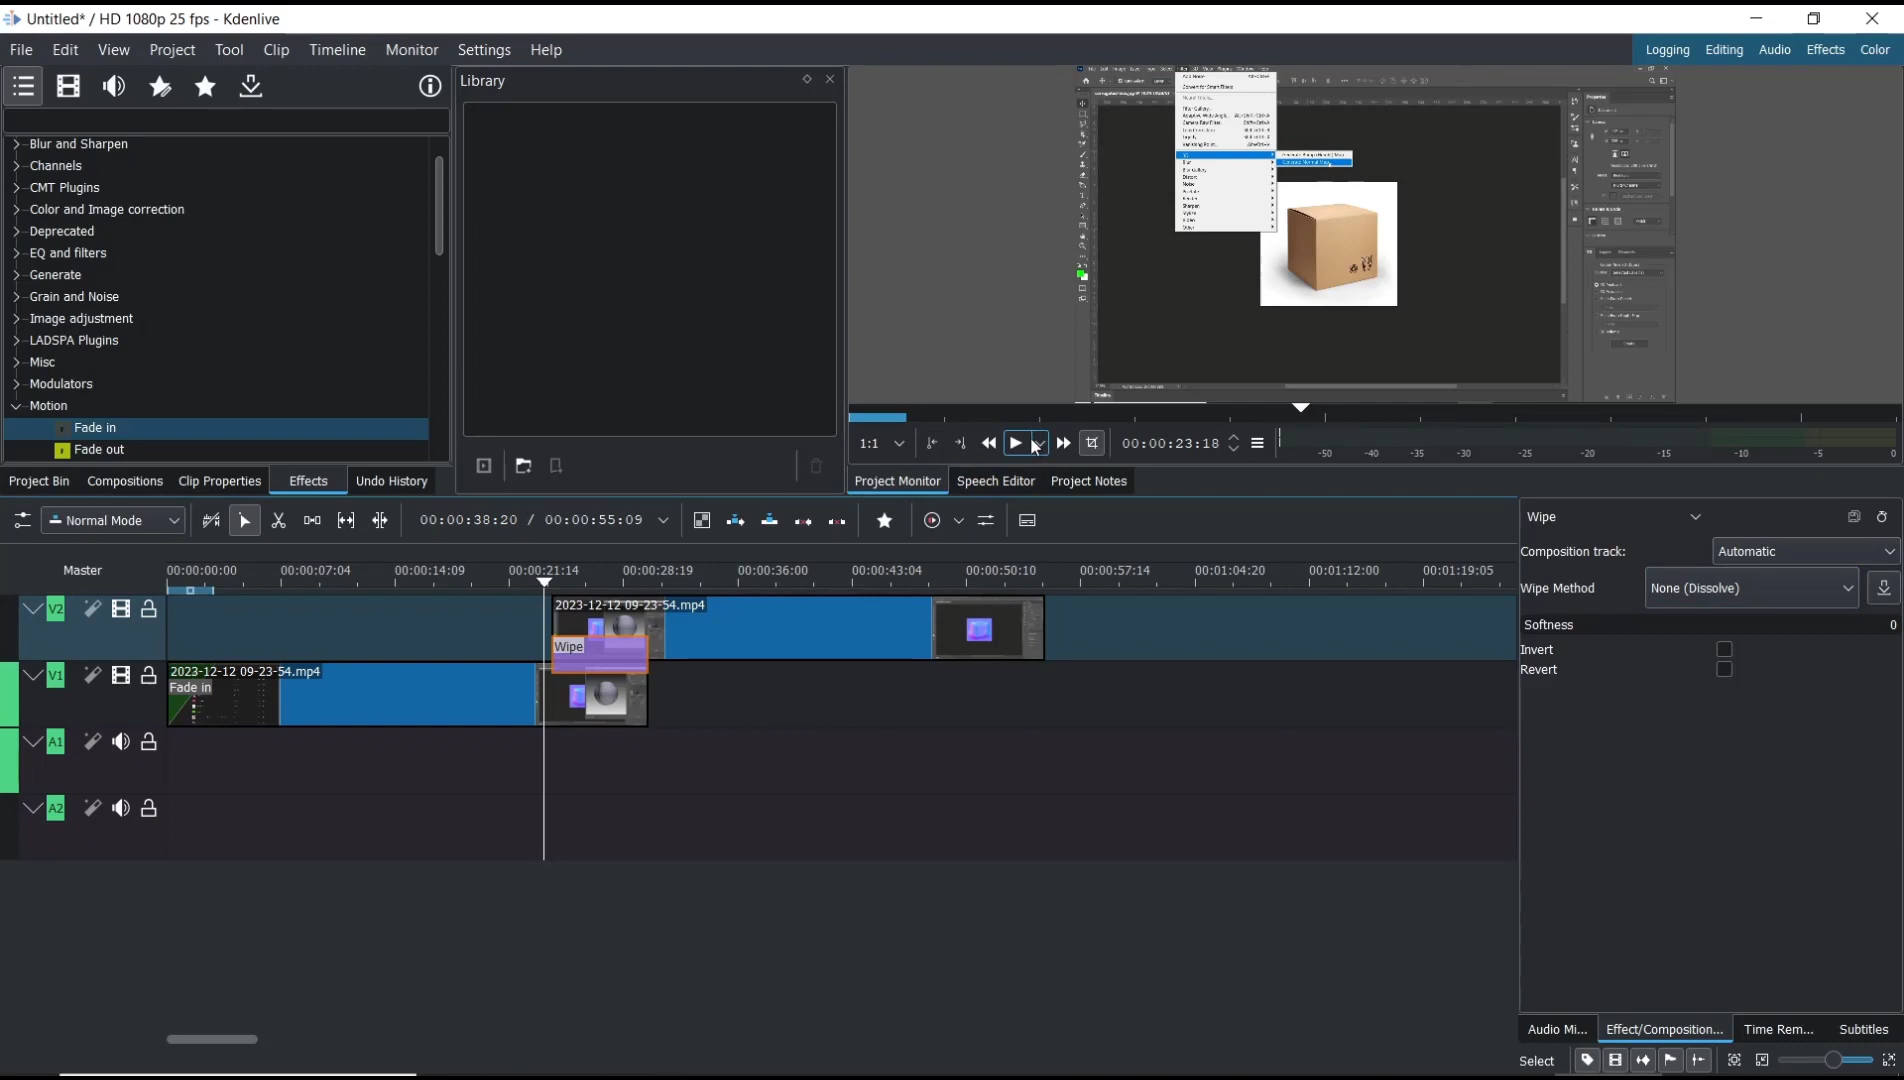 Untitled* / HD 1080p 25 fps - Kdenlive
File Edit View Project Tool Clip Timeline Monitor Settings Help
Logging Editing Audio Effects Color
Library
Blur and Sharpen
Channels
CMT Plugins
Color and Image correction
Deprecated
EQ and filters
Generate
Grain and Noise
Image adjustment
LADSPA Plugins
Misc
Modulators
Motion
Fade in
Fade out
1:1
00:00:23:18
-50 -40 -35 -30 -25 -20 -15 -10 -5 0
Project Bin Compositions Clip Properties Effects Undo History
Project Monitor Speech Editor Project Notes
Normal Mode
00:00:38:20 / 00:00:55:09
Master
00:00:00:00 00:00:07:04 00:00:14:09 00:00:21:14 00:00:28:19 00:00:36:00 00:00:43:04 00:00:50:10 00:00:57:14 00:01:04:20 00:01:12:00 00:01:19:05
V2
2023-12-12 09-23-54.mp4
Wipe
V1
2023-12-12 09-23-54.mp4
Fade in
A1
A2
Wipe
Composition track: Automatic
Wipe Method None (Dissolve)
Softness 0
Invert
Revert
Audio Mi... Effect/Composition... Time Rem... Subtitles
Select